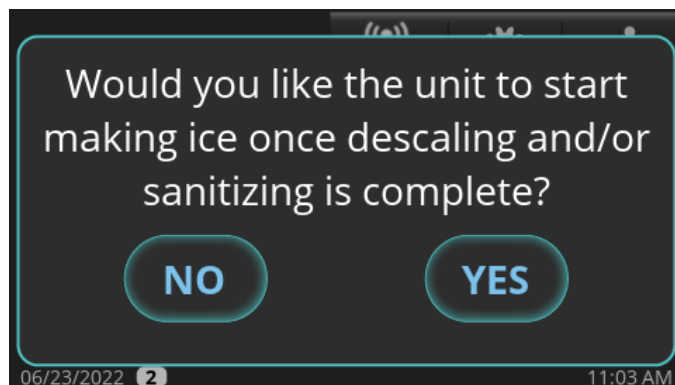 Would you like the unit to start
making ice once descaling and/or
sanitizing is complete?
NO YES
06/23/2022 2 11:03 AM